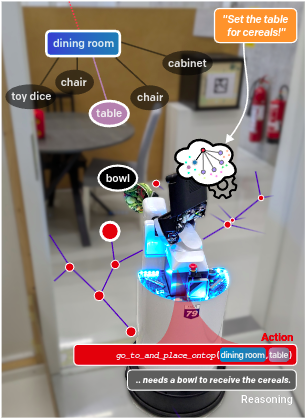 "Set the table
for cereals!"
dining room
cabinet
chair
toy dice
chair
table
bowl
79
Action
go_to_and_place_ontop(dining room, table)
.. needs a bowl to receive the cereals.
Reasoning